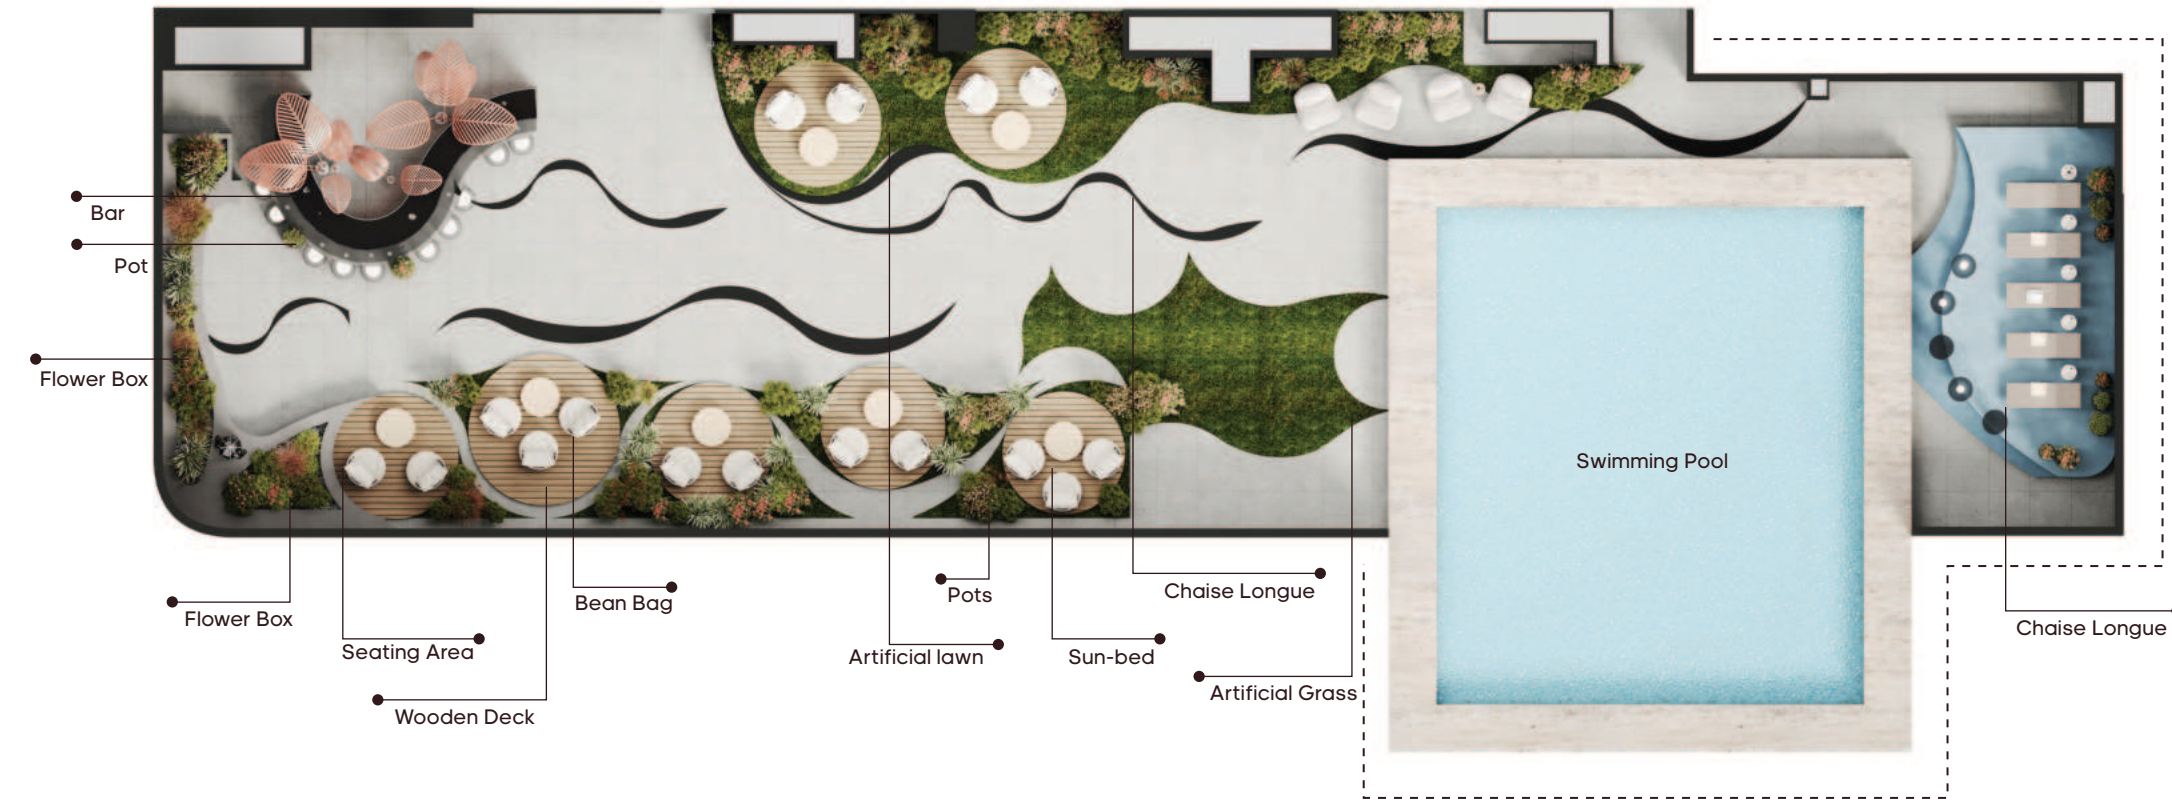 Bar
Pot
Flower Box
Swimming Pool
Flower Box
Seating Area
Wooden Deck
Bean Bag
Artificial lawn
Pots
Sun-bed
Chaise Longue
Artificial Grass
Chaise Longue